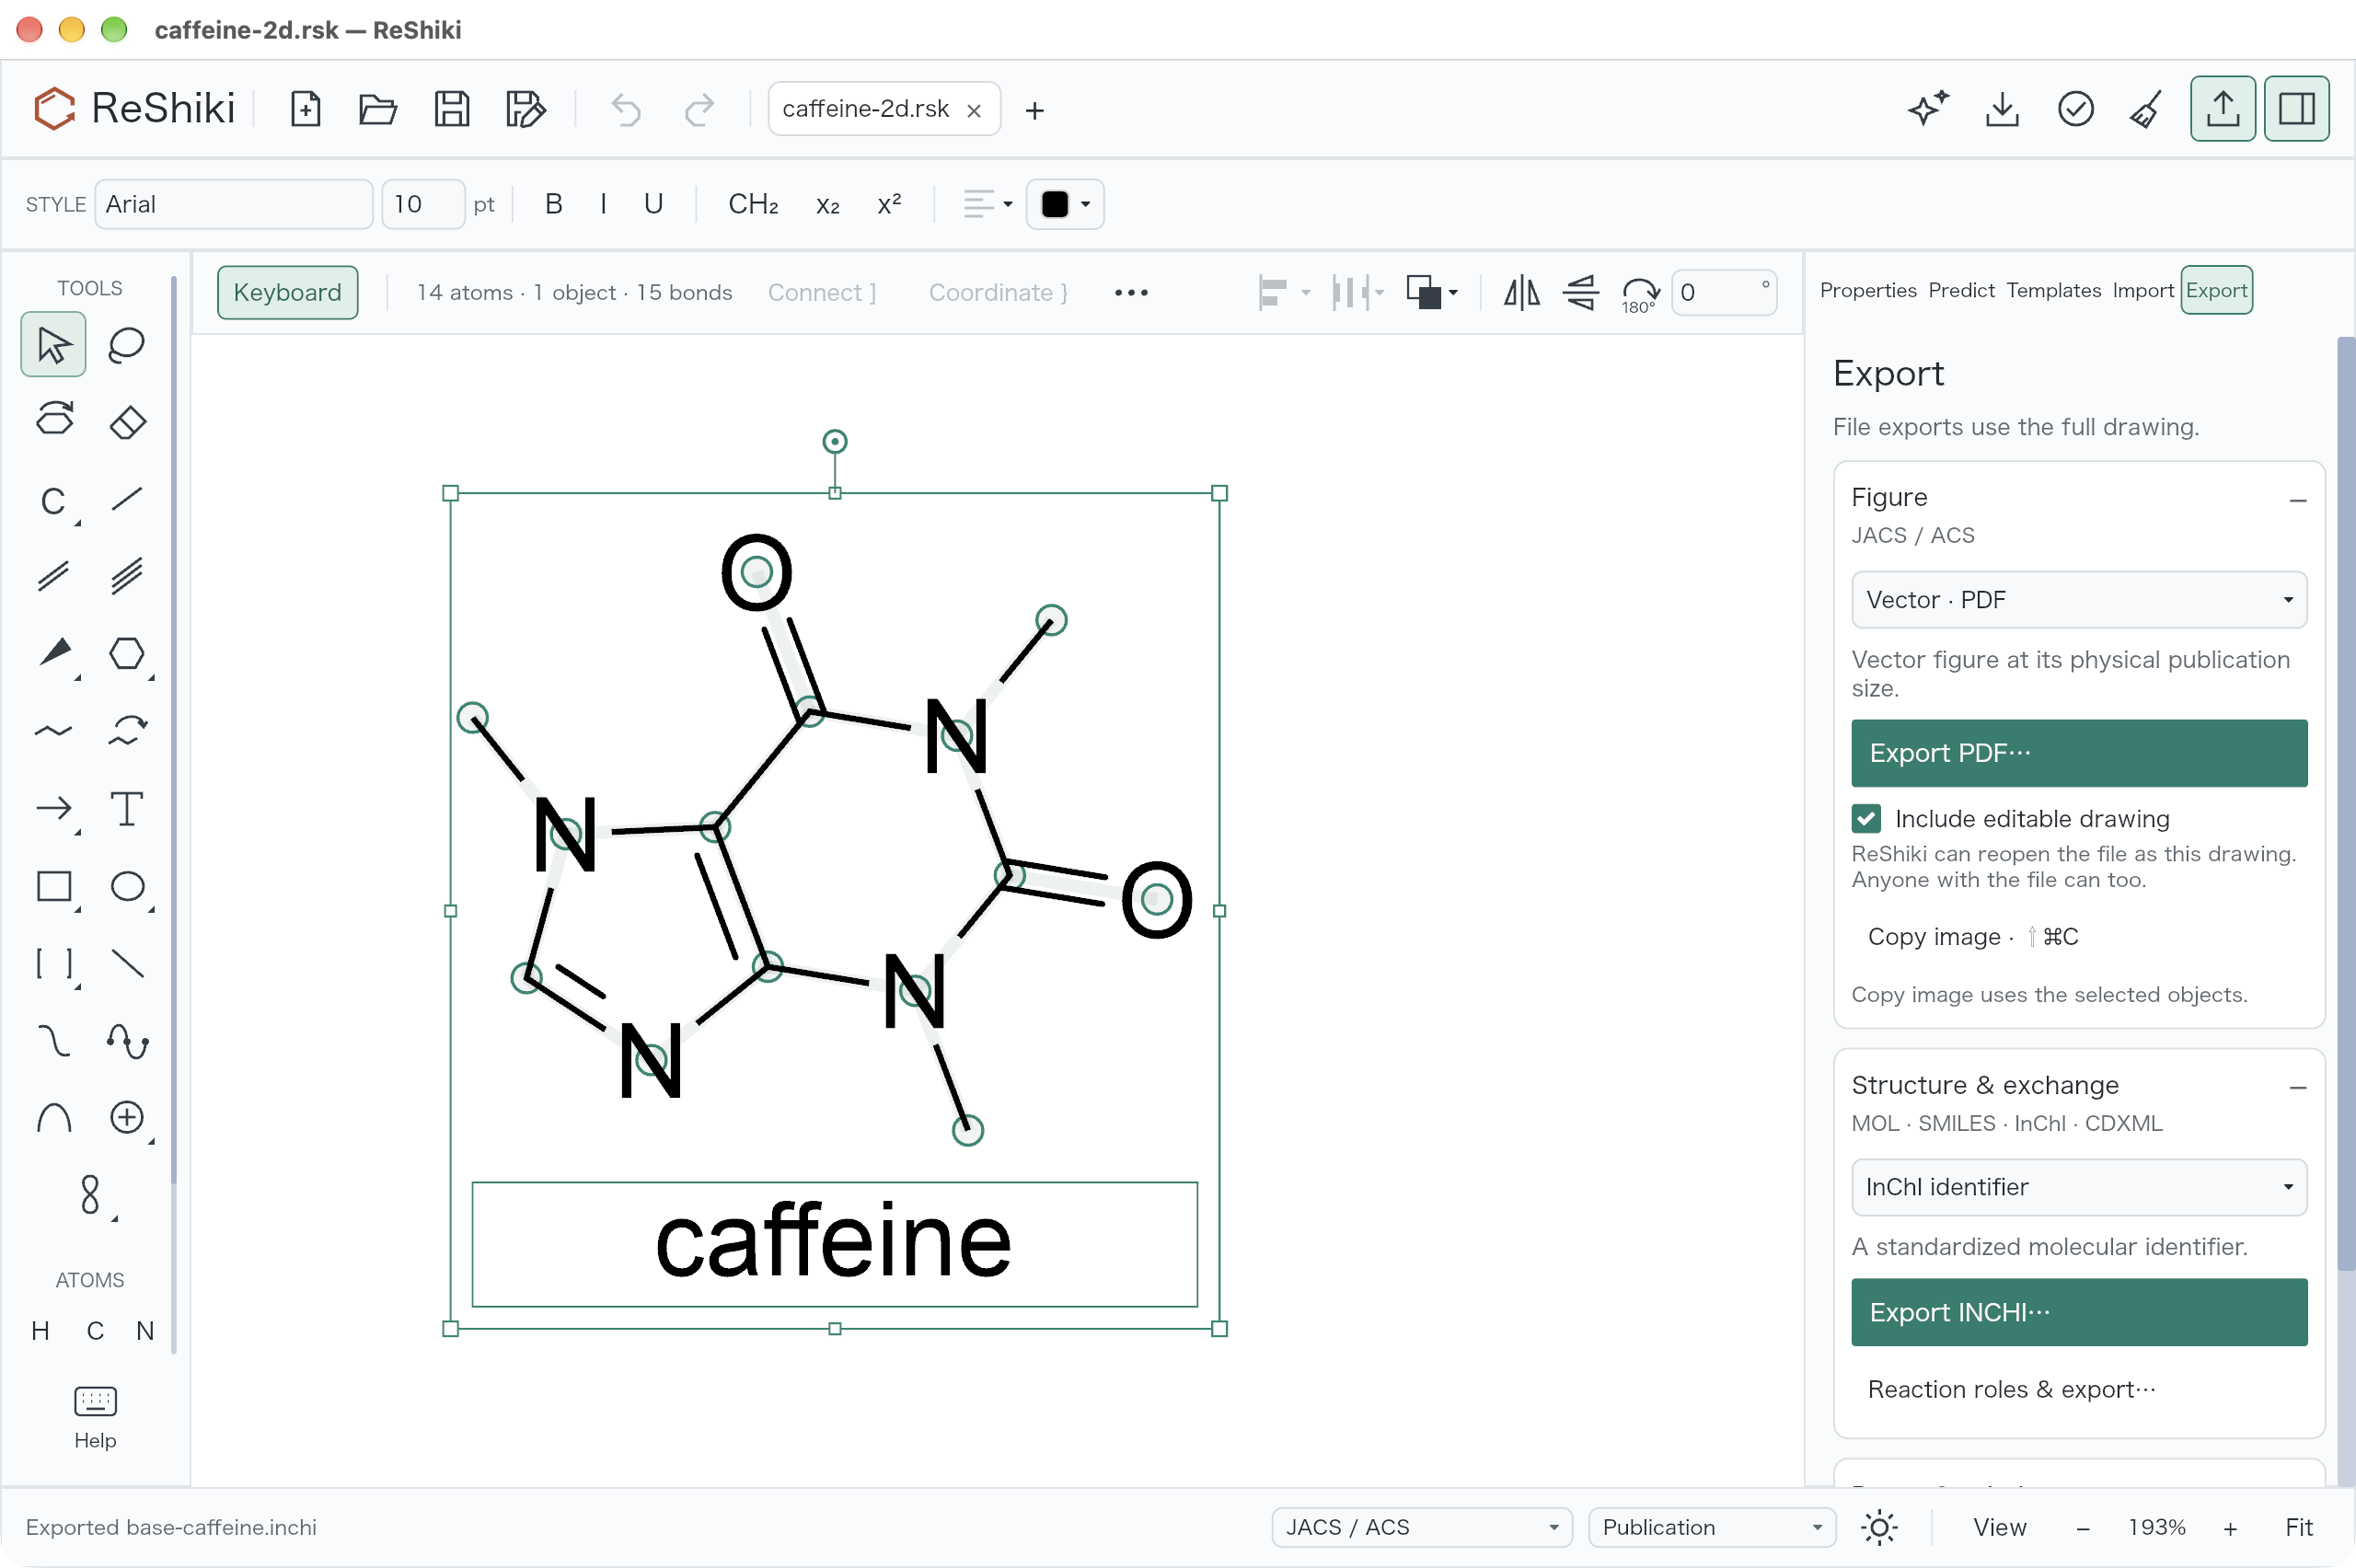 caffeine-2d.rsk — ReShiki
ReShiki
caffeine-2d.rsk × +
STYLE Arial 10 pt B I U CH₂ x₂ x²
TOOLS
Keyboard 14 atoms · 1 object · 15 bonds Connect ] Coordinate } ••• 180° 0 °
Properties Predict Templates Import Export
C
T
[ ]
ATOMS
H C N
Help
O
N
N
O
N
N
caffeine
Export
File exports use the full drawing.
Figure
JACS / ACS
Vector · PDF
Vector figure at its physical publication
size.
Export PDF⋯
Include editable drawing
ReShiki can reopen the file as this drawing.
Anyone with the file can too.
Copy image · ⇧⌘C
Copy image uses the selected objects.
Structure & exchange
MOL · SMILES · InChI · CDXML
InChI identifier
A standardized molecular identifier.
Export INCHI⋯
Reaction roles & export⋯
Exported base-caffeine.inchi
JACS / ACS Publication View − 193% + Fit